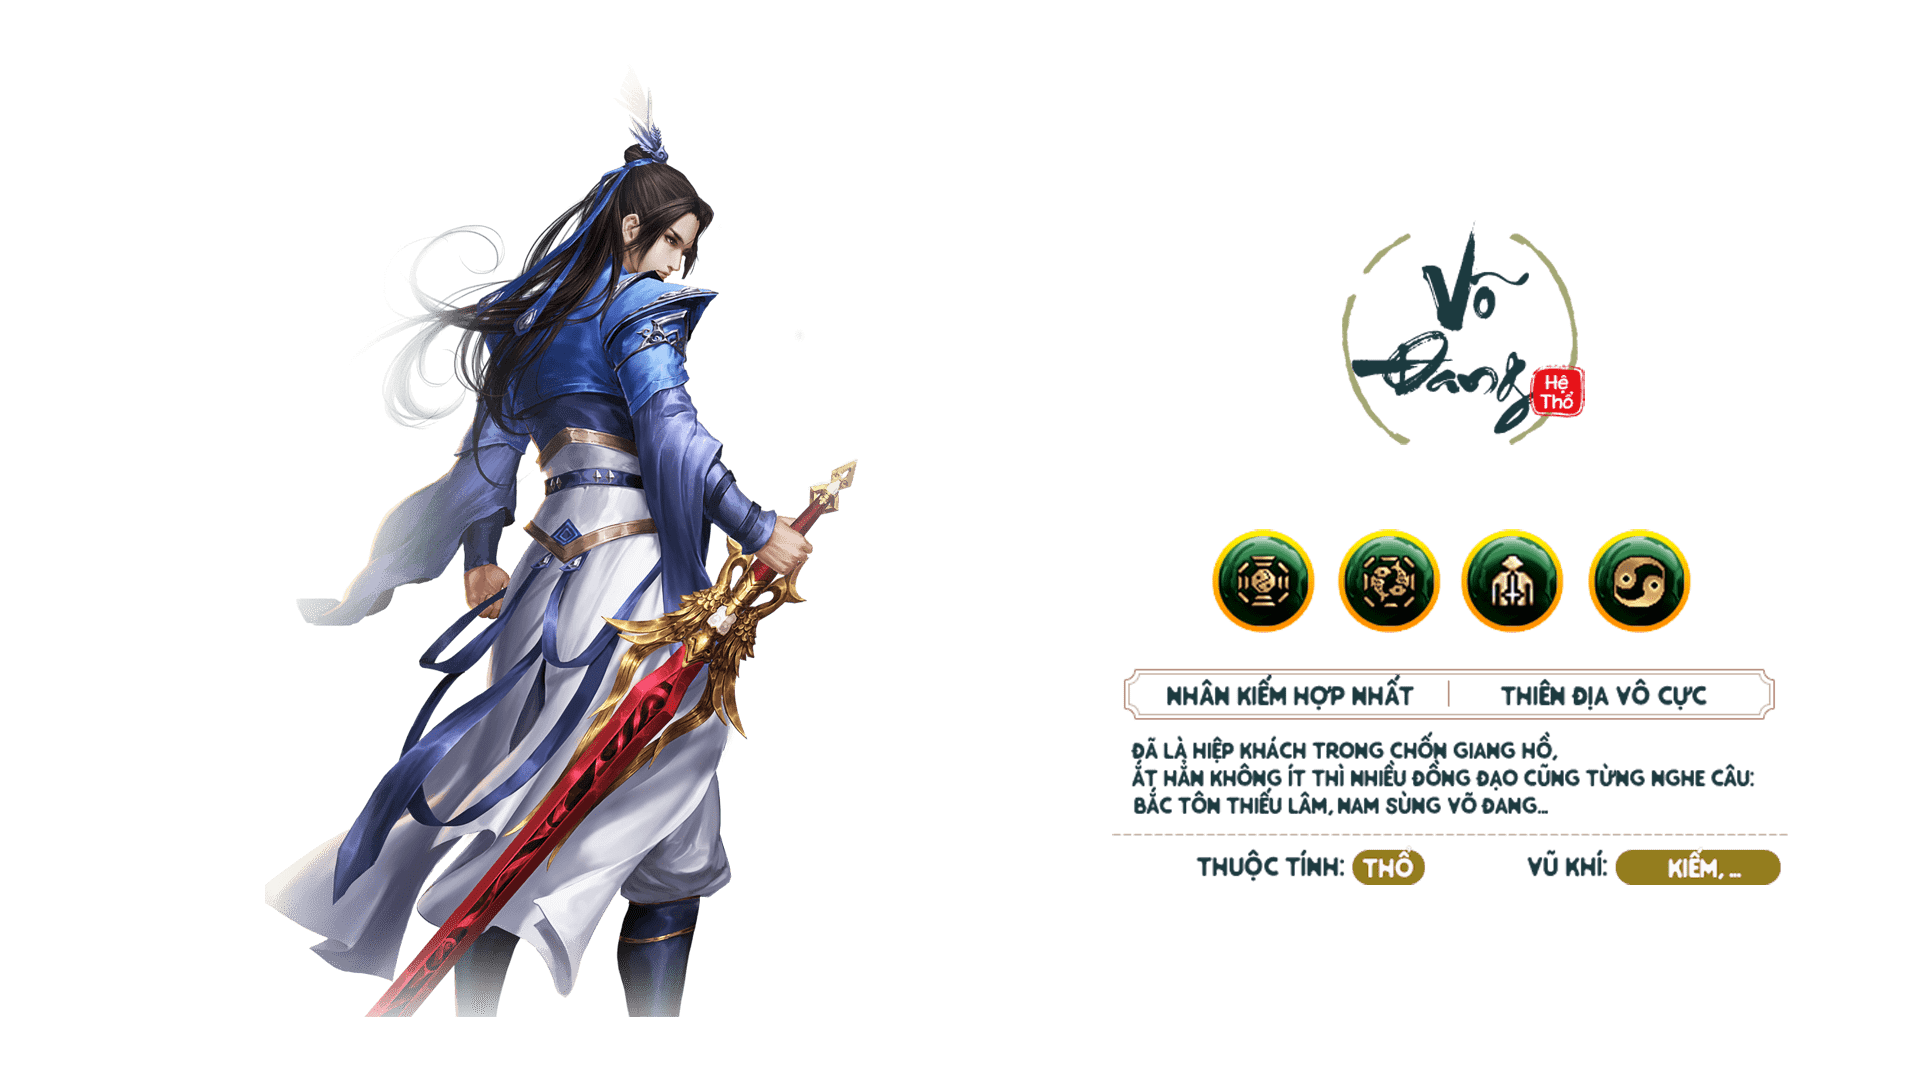 Võ
Đang
Hệ
Thổ
NHÂN KIẾM HỢP NHẤT
THIÊN ĐỊA VÔ CỰC
ĐÃ LÀ HIỆP KHÁCH TRONG CHỐN GIANG HỒ,
ẮT HẲN KHÔNG ÍT THÌ NHIỀU ĐỒNG ĐẠO CŨNG TỪNG NGHE CÂU:
BẮC TÔN THIẾU LÂM, NAM SÙNG VÕ ĐANG...
THUỘC TÍNH: THỔ
VŨ KHÍ: KIẾM, ...